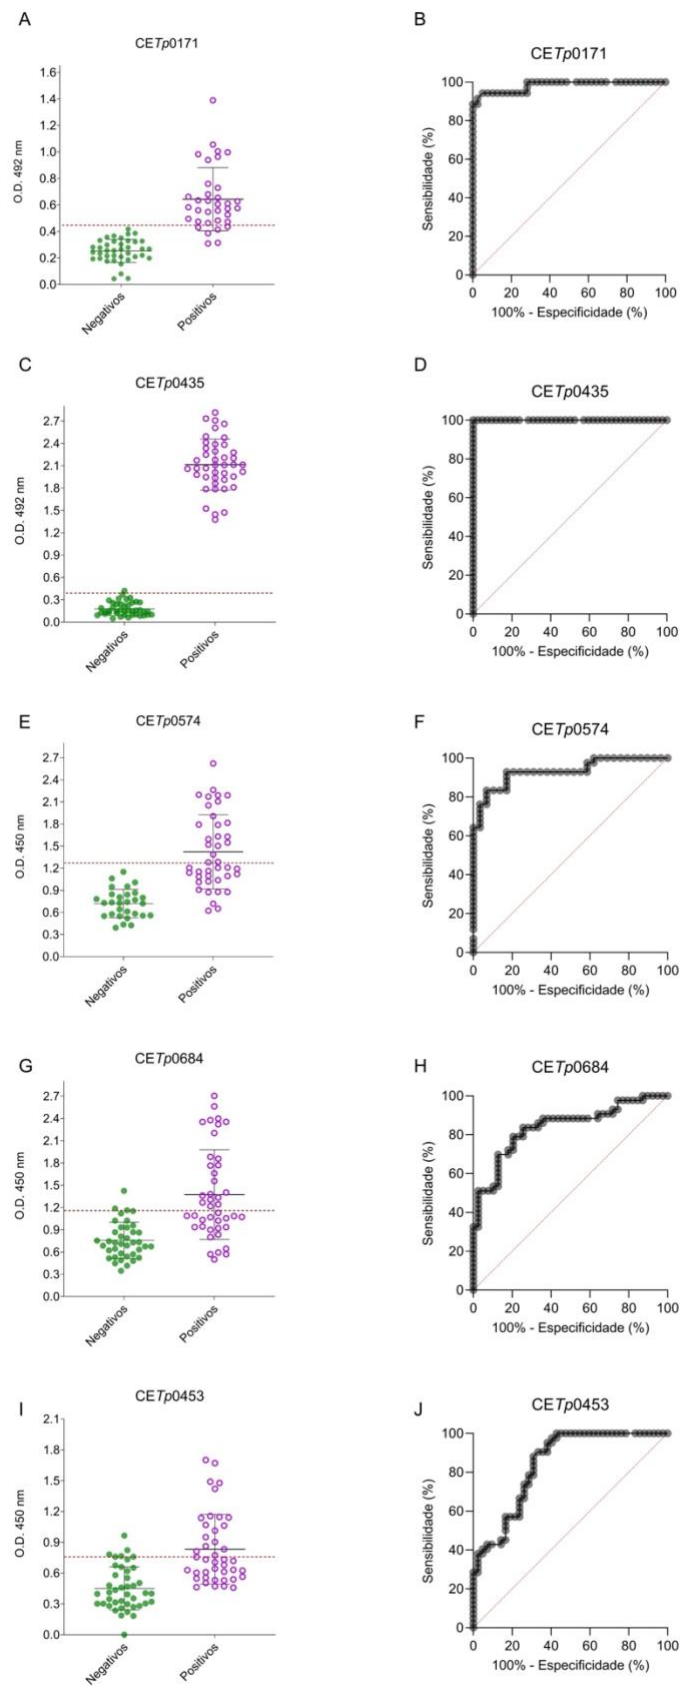 A
CETp0171
O.D. 492 nm
1.6
1.4
1.2
1.0
0.8
0.6
0.4
0.2
0.0
Negativos
Positivos
B
CETp0171
Sensibilidade (%)
100
80
60
40
20
0
0 20 40 60 80 100
100% - Especificidade (%)
C
CETp0435
O.D. 492 nm
2.7
2.4
2.1
1.8
1.5
1.2
0.9
0.6
0.3
0.0
Negativos
Positivos
D
CETp0435
Sensibilidade (%)
100
80
60
40
20
0
0 20 40 60 80 100
100% - Especificidade (%)
E
CETp0574
O.D. 450 nm
2.7
2.4
2.1
1.8
1.5
1.2
0.9
0.6
0.3
0.0
Negativos
Positivos
F
CETp0574
Sensibilidade (%)
100
80
60
40
20
0
0 20 40 60 80 100
100% - Especificidade (%)
G
CETp0684
O.D. 450 nm
2.7
2.4
2.1
1.8
1.5
1.2
0.9
0.6
0.3
0.0
Negativos
Positivos
H
CETp0684
Sensibilidade (%)
100
80
60
40
20
0
0 20 40 60 80 100
100% - Especificidade (%)
I
CETp0453
O.D. 450 nm
2.1
1.8
1.5
1.2
0.9
0.6
0.3
0.0
Negativos
Positivos
J
CETp0453
Sensibilidade (%)
100
80
60
40
20
0
0 20 40 60 80 100
100% - Especificidade (%)